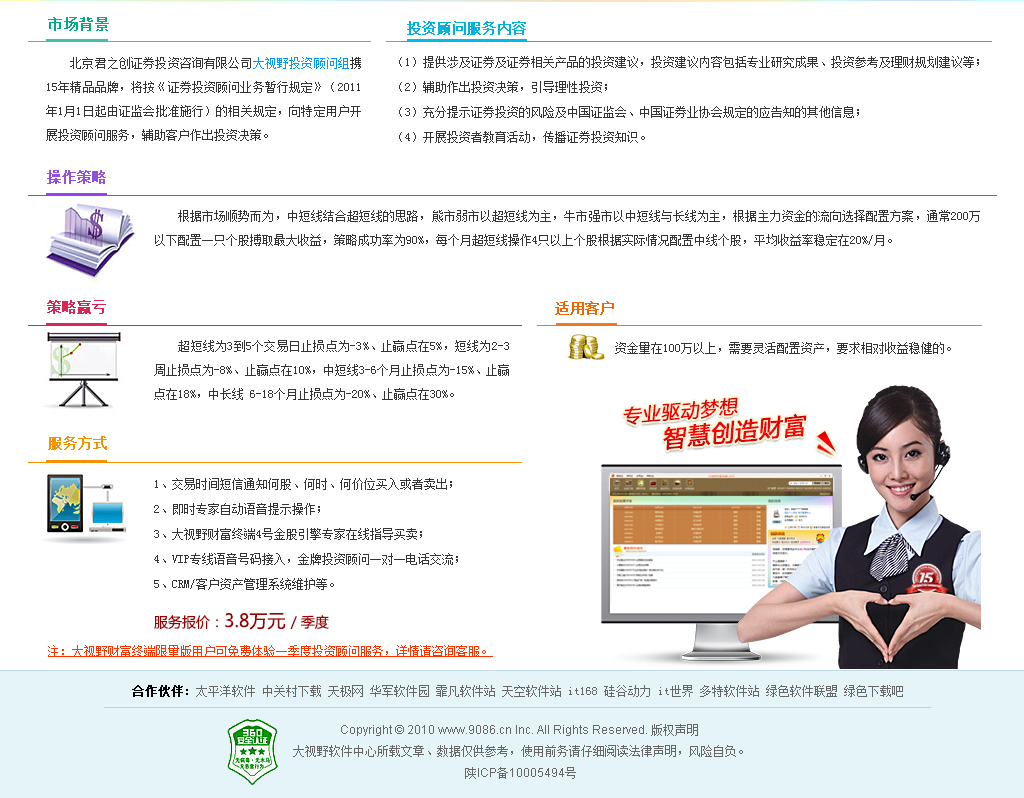 市场背景
北京君之创证券投资咨询有限公司大视野投资顾问组携
15年精品品牌，将按《证券投资顾问业务暂行规定》（2011
年1月1日起由证监会批准施行）的相关规定，向特定用户开
展投资顾问服务，辅助客户作出投资决策。
投资顾问服务内容
（1）提供涉及证券及证券相关产品的投资建议，投资建议内容包括专业研究成果、投资参考及理财规划建议等；
（2）辅助作出投资决策，引导理性投资；
（3）充分提示证券投资的风险及中国证监会、中国证券业协会规定的应告知的其他信息；
（4）开展投资者教育活动，传播证券投资知识。
操作策略
根据市场顺势而为，中短线结合超短线的思路，熊市弱市以超短线为主，牛市强市以中短线与长线为主，根据主力资金的流向选择配置方案，通常200万
以下配置一只个股搏取最大收益，策略成功率为90%，每个月超短线操作4只以上个股根据实际情况配置中线个股，平均收益率稳定在20%/月。
策略赢亏
超短线为3到5个交易日止损点为-3%、止赢点在5%，短线为2-3
周止损点为-8%、止赢点在10%，中短线3-6个月止损点为-15%、止赢
点在18%，中长线 6-18个月止损点为-20%、止赢点在30%。
适用客户
资金量在100万以上，需要灵活配置资产，要求相对收益稳健的。
专业驱动梦想
智慧创造财富
15
服务方式
1、交易时间短信通知何股、何时、何价位买入或者卖出；
2、即时专家自动语音提示操作；
3、大视野财富终端4号金股引擎专家在线指导买卖；
4、VIP专线语音号码接入，金牌投资顾问一对一电话交流；
5、CRM/客户资产管理系统维护等。
服务报价：3.8万元 / 季度
注：大视野财富终端限量版用户可免费体验一季度投资顾问服务，详情请咨询客服。
合作伙伴：太平洋软件 中关村下载 天极网 华军软件园 霏凡软件站 天空软件站 it168 硅谷动力 it世界 多特软件站 绿色软件联盟 绿色下载吧
360
安全认证
无病毒·无木马
无恶意行为
Copyright © 2010 www.9086.cn Inc. All Rights Reserved. 版权声明
大视野软件中心所载文章、数据仅供参考，使用前务请仔细阅读法律声明，风险自负。
陕ICP备10005494号